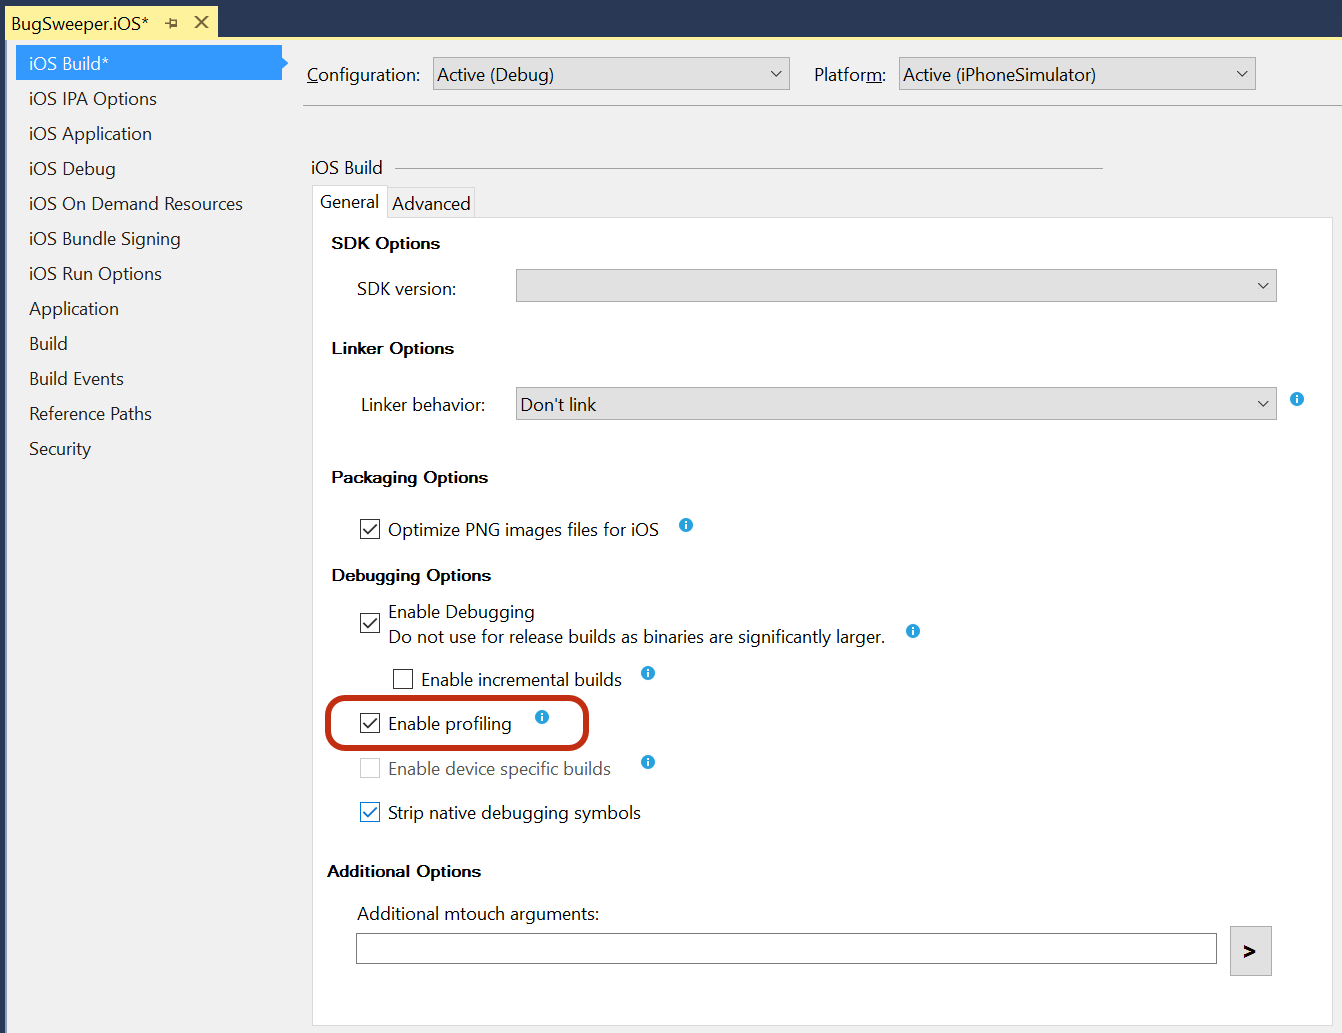 BugSweeper.iOS*
iOS Build*
iOS IPA Options
iOS Application
iOS Debug
iOS On Demand Resources
iOS Bundle Signing
iOS Run Options
Application
Build
Build Events
Reference Paths
Security
Configuration: Active (Debug) Platform: Active (iPhoneSimulator)
iOS Build
General Advanced
SDK Options
SDK version:
Linker Options
Linker behavior: Don't link
Packaging Options
Optimize PNG images files for iOS
Debugging Options
Enable Debugging
Do not use for release builds as binaries are significantly larger.
Enable incremental builds
Enable profiling
Enable device specific builds
Strip native debugging symbols
Additional Options
Additional mtouch arguments:
>